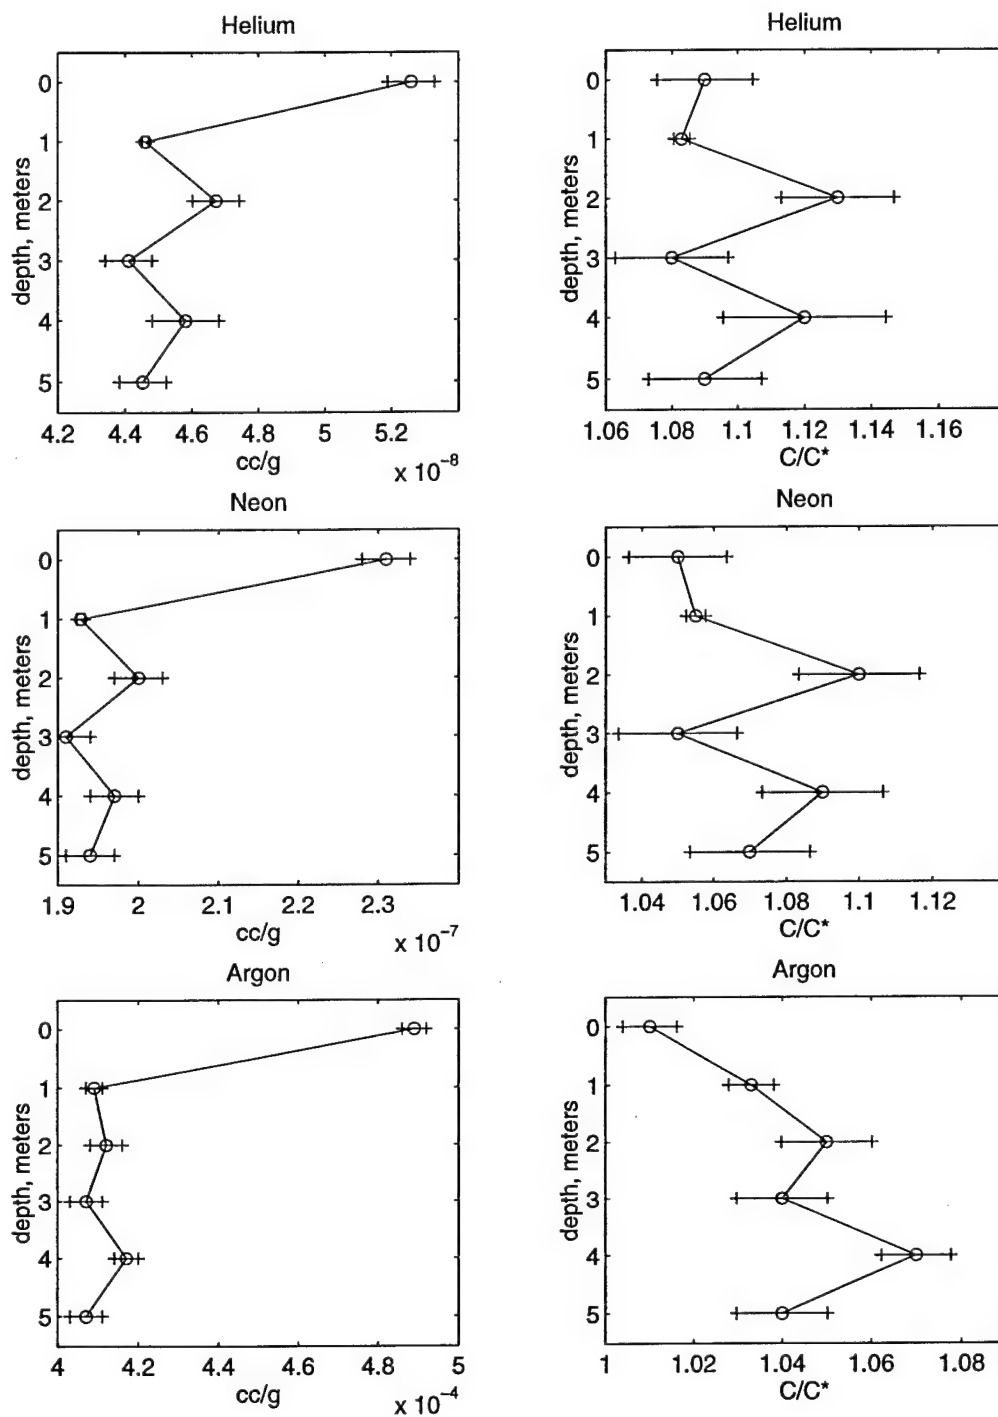 Helium
depth, meters
0
1
2
3
4
5
4.2 4.4 4.6 4.8 5 5.2
cc/g
x 10⁻⁸
Helium
depth, meters
0
1
2
3
4
5
1.06 1.08 1.1 1.12 1.14 1.16
C/C*
Neon
depth, meters
0
1
2
3
4
5
1.9 2 2.1 2.2 2.3
cc/g
x 10⁻⁷
Neon
depth, meters
0
1
2
3
4
5
1.04 1.06 1.08 1.1 1.12
C/C*
Argon
depth, meters
0
1
2
3
4
5
4 4.2 4.4 4.6 4.8 5
cc/g
x 10⁻⁴
Argon
depth, meters
0
1
2
3
4
5
1 1.02 1.04 1.06 1.08
C/C*